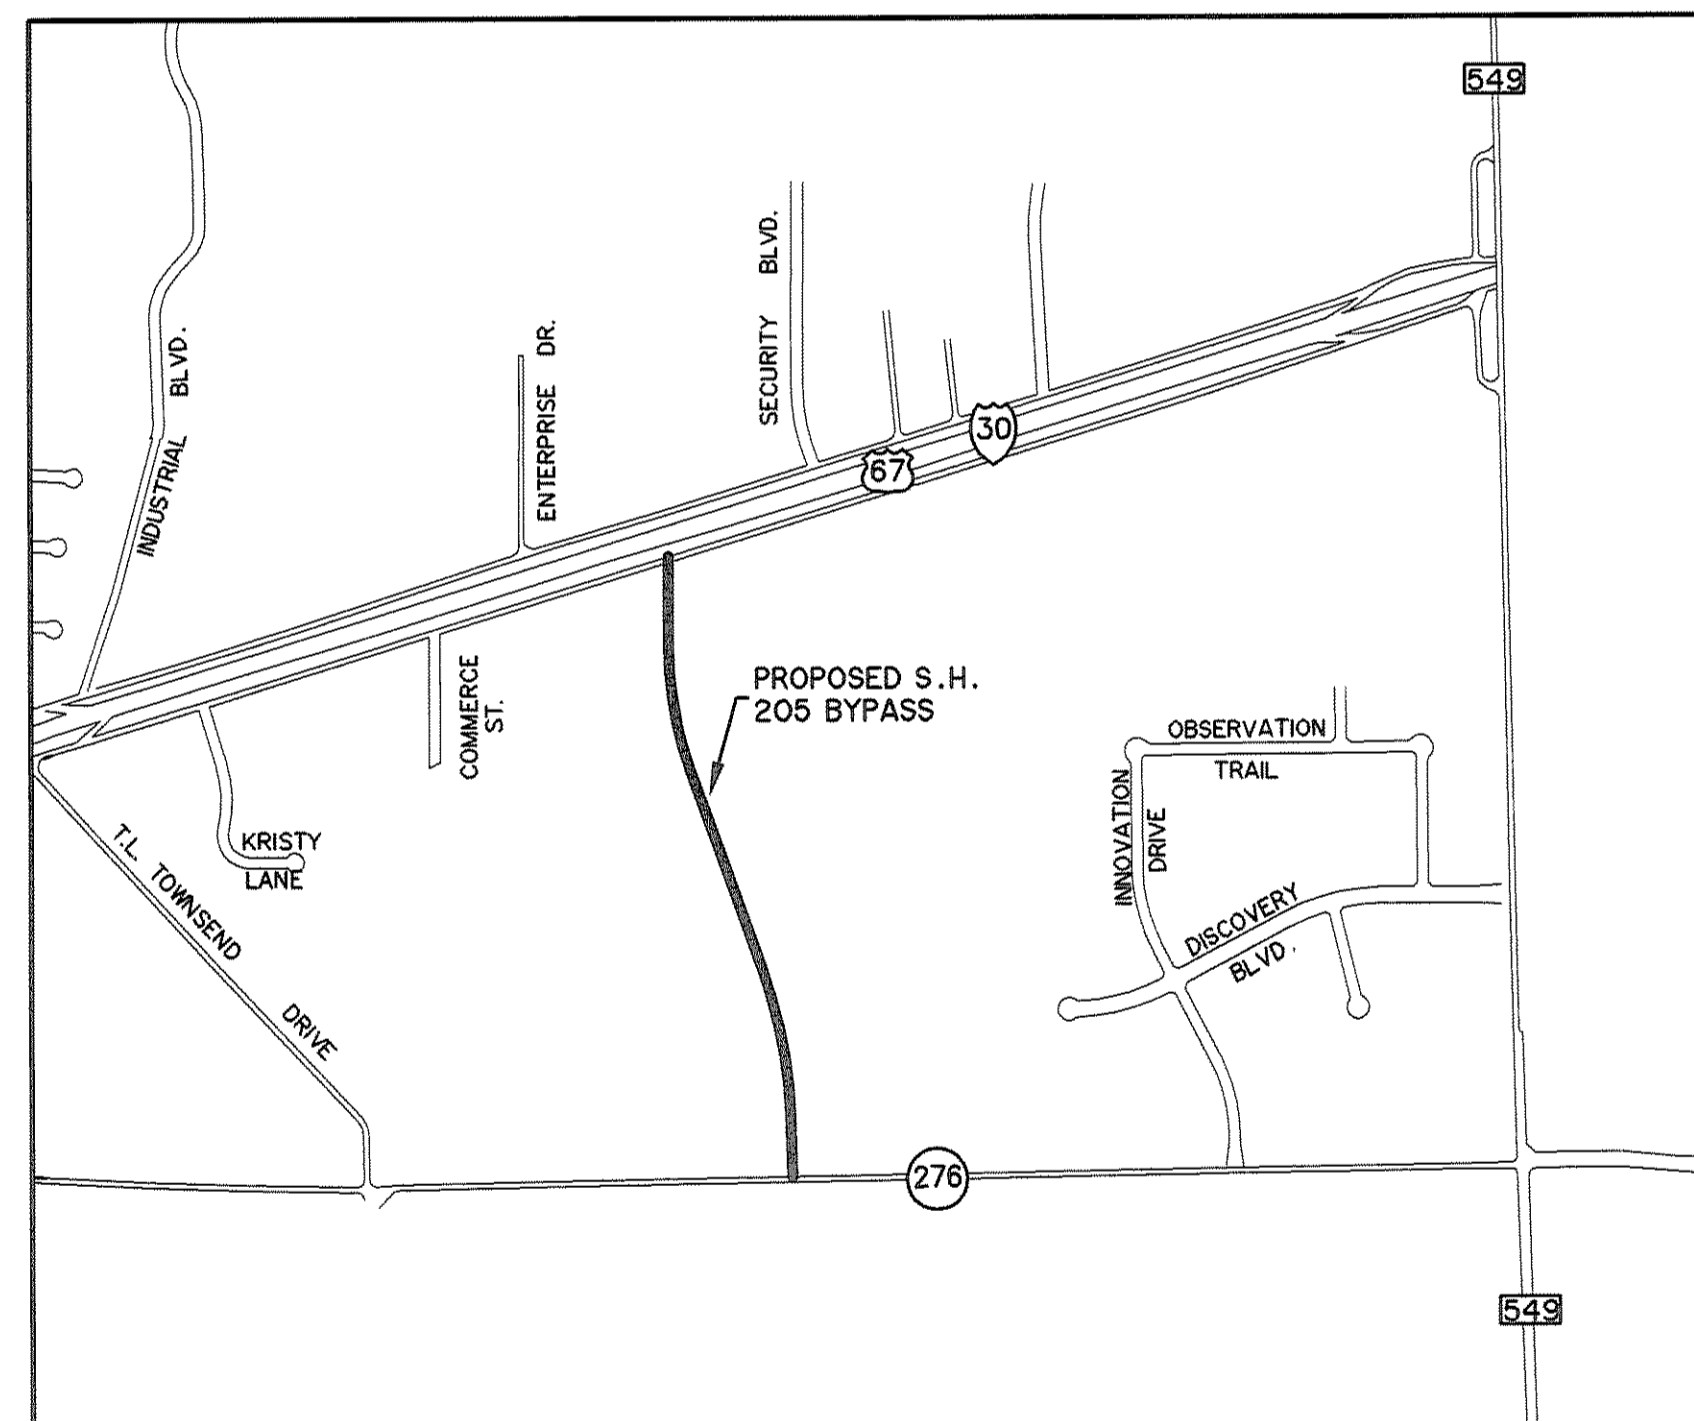 549
INDUSTRIAL BLVD.
ENTERPRISE DR.
SECURITY BLVD.
30
67
COMMERCE
ST.
PROPOSED S.H.
205 BYPASS
OBSERVATION
TRAIL
INNOVATION
DRIVE
KRISTY
LANE
T.L. TOWNSEND DRIVE
DISCOVERY
BLVD.
276
549